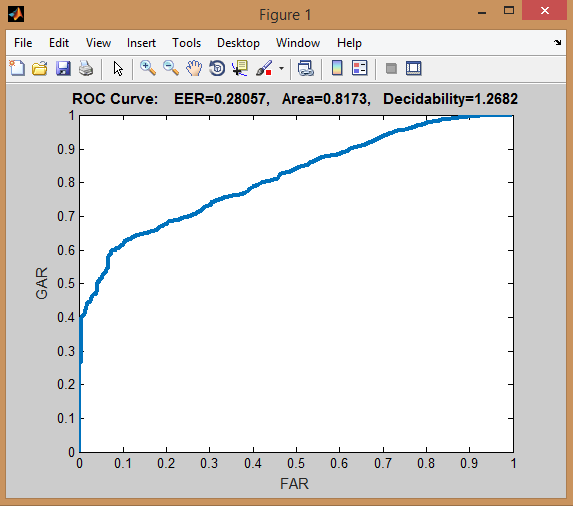 Figure 1
File Edit View Insert Tools Desktop Window Help
ROC Curve: EER=0.28057, Area=0.8173, Decidability=1.2682
1
0.9
0.8
0.7
0.6
0.5
0.4
0.3
0.2
0.1
0
GAR
0 0.1 0.2 0.3 0.4 0.5 0.6 0.7 0.8 0.9 1
FAR